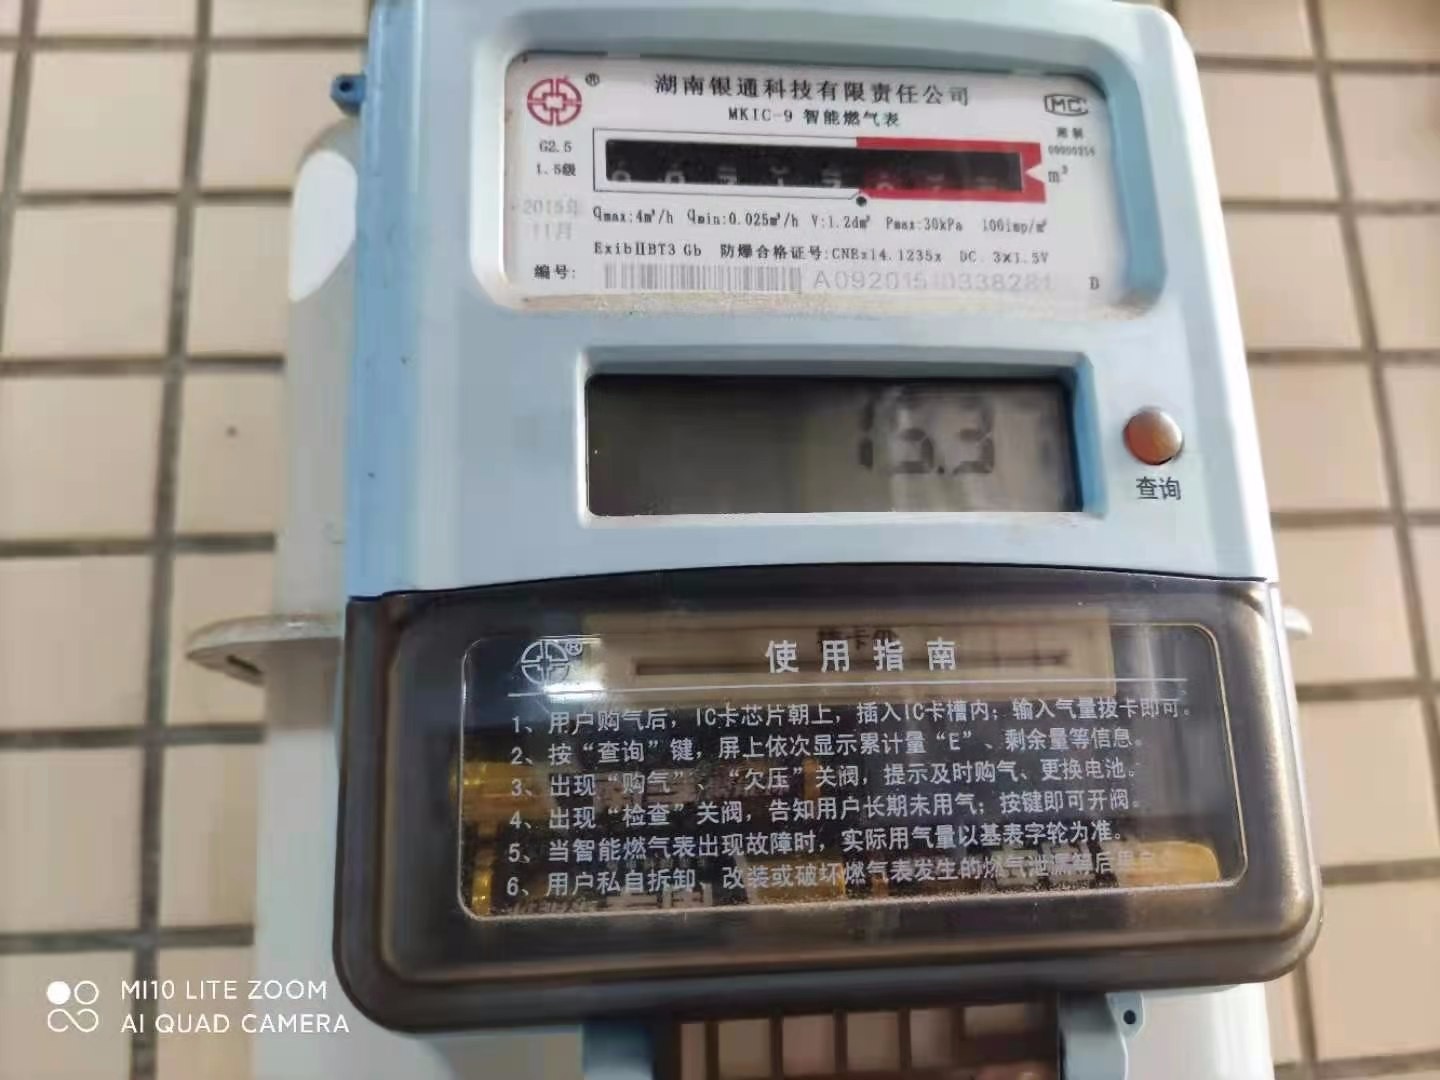 湖南银通科技有限责任公司
MKIC-9 智能燃气表
MC
G2.5
1.5级
m³
2015年
11月
qmax:4m³/h qmin:0.025m³/h V:1.2dm³ Pmax:30kPa 100imp/m³
ExibⅡBT3 Gb 防爆合格证号:CNEx14.1235x DC. 3×1.5V
编号:
B
15.3
查询
使用指南
1、用户购气后，IC卡芯片朝上，插入IC卡槽内；输入气量拔卡即可。
2、按“查询”键，屏上依次显示累计量“E”、剩余量等信息。
3、出现“购气”、“欠压”关阀，提示及时购气、更换电池。
4、出现“检查”关阀，告知用户长期未用气；按键即可开阀。
5、当智能燃气表出现故障时，实际用气量以基表字轮为准。
6、用户私自拆卸、改装或破坏燃气表发生的燃气泄漏等后果自
MI10 LITE ZOOM
AI QUAD CAMERA